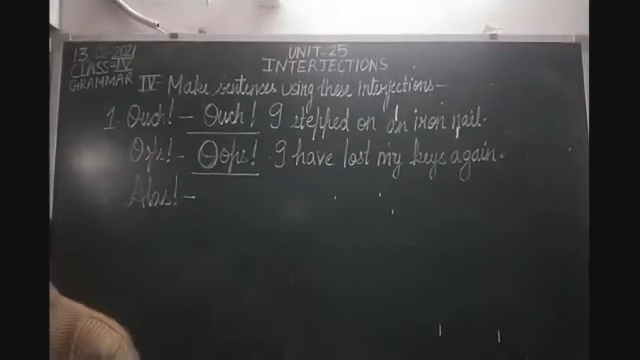 13 2021
UNIT-25
CLASS-IV
INTERJECTIONS
GRAMMAR
IV- Make sentences using these interjections-
1. Ouch! - Ouch! I stepped on an iron nail.
Oops! - Oops! I have lost my keys again.
Alas! -